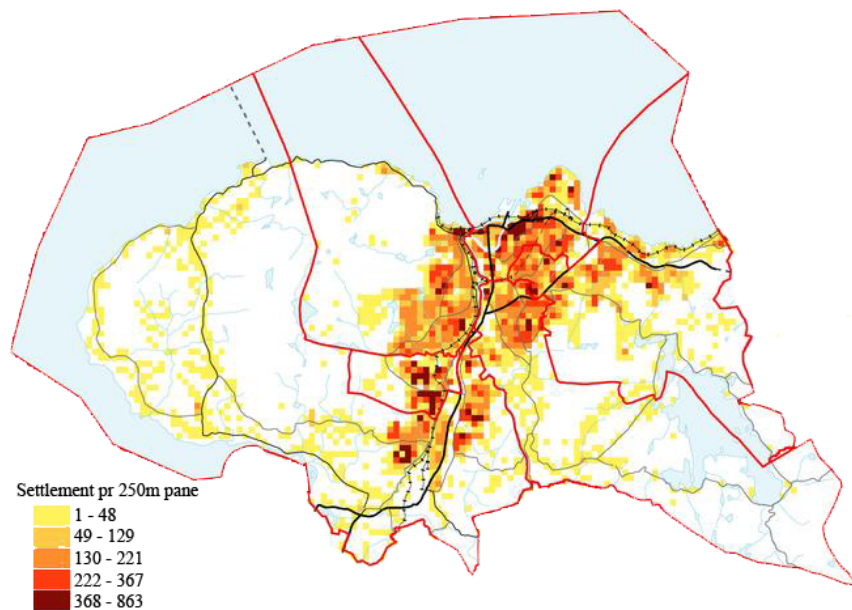 Settlement pr 250m pane
1 - 48
49 - 129
130 - 221
222 - 367
368 - 863